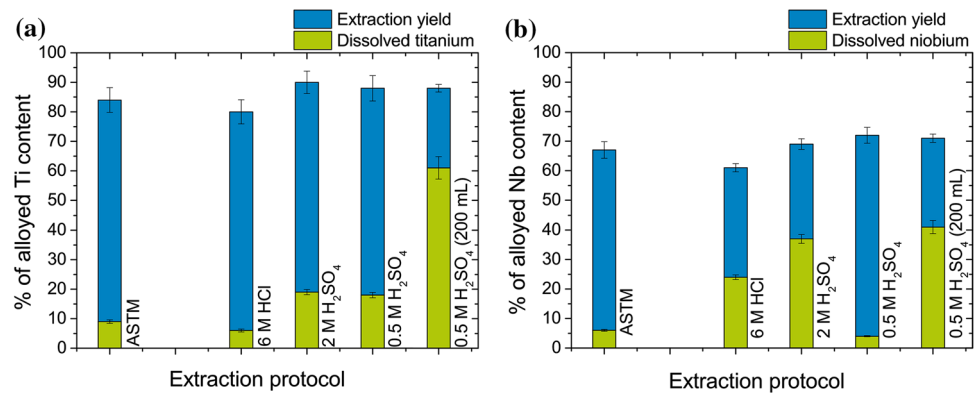 (a)
Extraction yield
Dissolved titanium
% of alloyed Ti content
100
90
80
70
60
50
40
30
20
10
0
ASTM
6 M HCl
2 M H₂SO₄
0.5 M H₂SO₄
0.5 M H₂SO₄ (200 mL)
Extraction protocol
(b)
Extraction yield
Dissolved niobium
% of alloyed Nb content
100
90
80
70
60
50
40
30
20
10
0
ASTM
6 M HCl
2 M H₂SO₄
0.5 M H₂SO₄
0.5 M H₂SO₄ (200 mL)
Extraction protocol